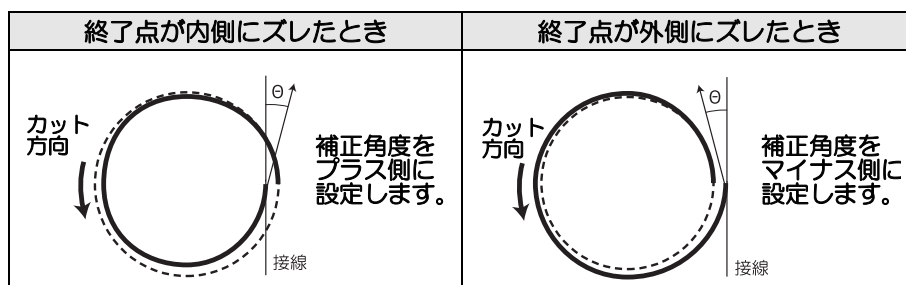 終了点が内側にズレたとき
カット
方向
θ
補正角度を
プラス側に
設定します。
接線
終了点が外側にズレたとき
カット
方向
θ
補正角度を
マイナス側に
設定します。
接線